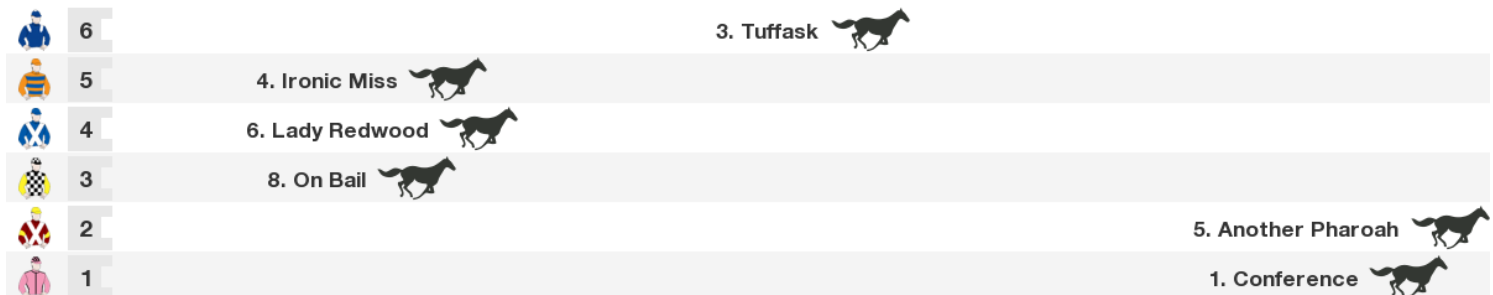 6 3. Tuffask
5 4. Ironic Miss
4 6. Lady Redwood
3 8. On Bail
2 5. Another Pharoah
1 1. Conference